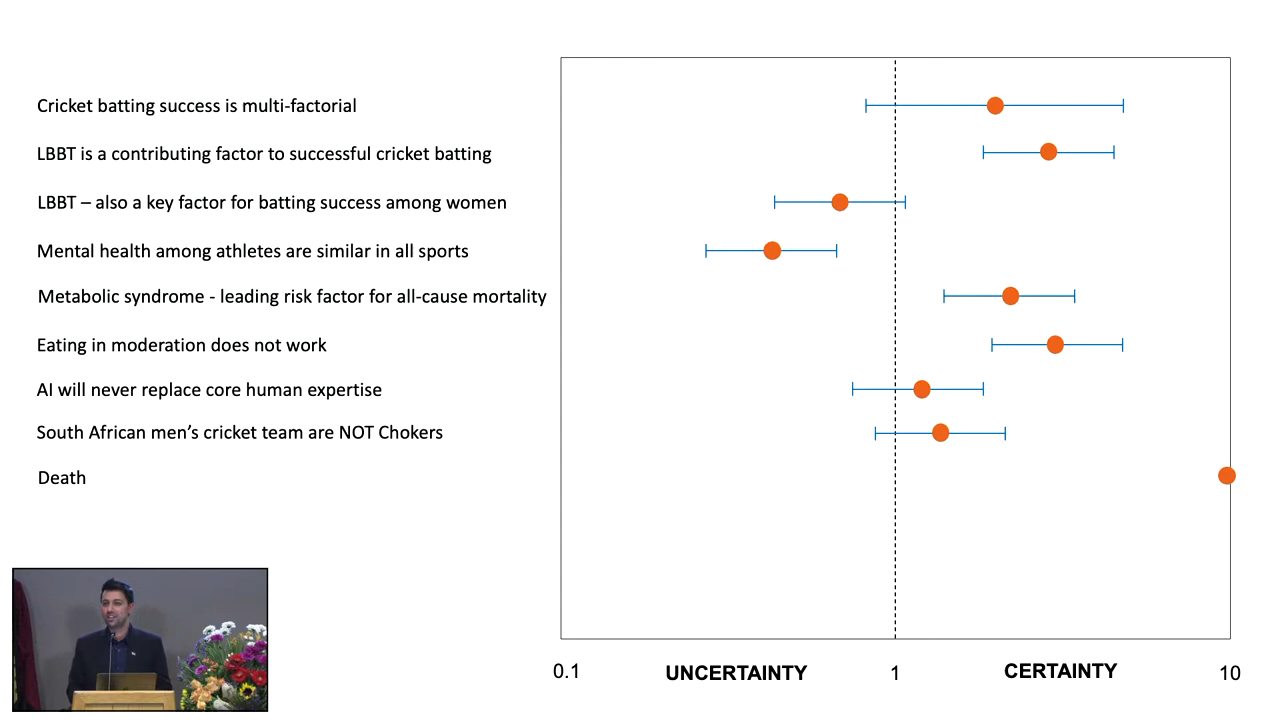 Cricket batting success is multi-factorial
LBBT is a contributing factor to successful cricket batting
LBBT – also a key factor for batting success among women
Mental health among athletes are similar in all sports
Metabolic syndrome - leading risk factor for all-cause mortality
Eating in moderation does not work
AI will never replace core human expertise
South African men’s cricket team are NOT Chokers
Death
0.1 UNCERTAINTY 1 CERTAINTY 10